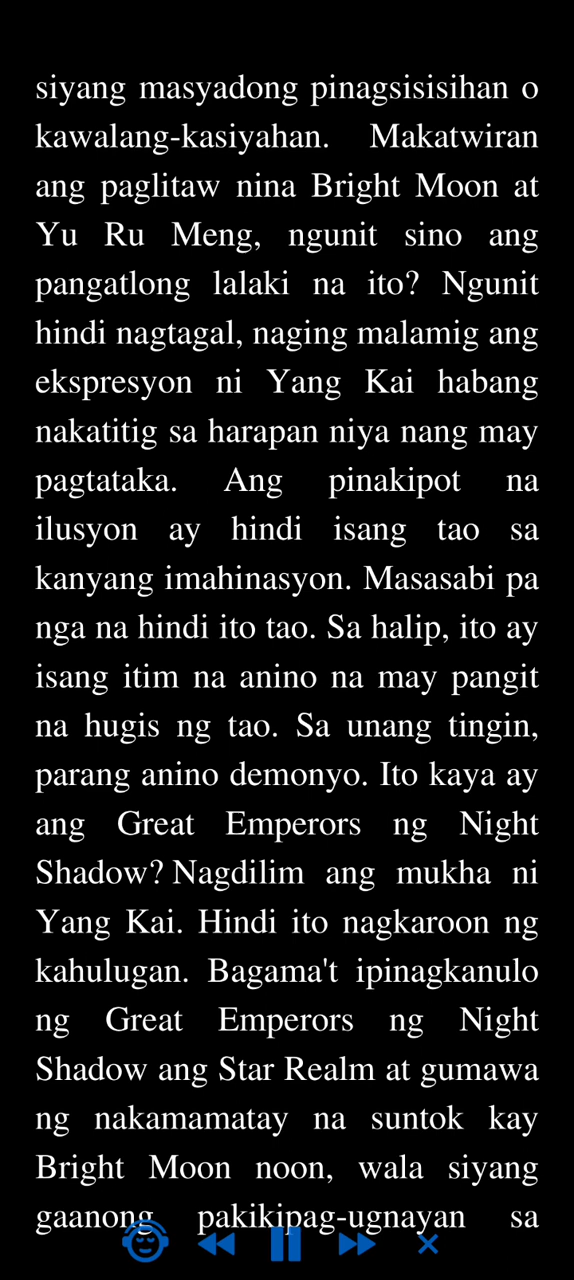 siyang masyadong pinagsisisihan o
kawalang-kasiyahan. Makatwiran
ang paglitaw nina Bright Moon at
Yu Ru Meng, ngunit sino ang
pangatlong lalaki na ito? Ngunit
hindi nagtagal, naging malamig ang
ekspresyon ni Yang Kai habang
nakatitig sa harapan niya nang may
pagtataka. Ang pinakipot na
ilusyon ay hindi isang tao sa
kanyang imahinasyon. Masasabi pa
nga na hindi ito tao. Sa halip, ito ay
isang itim na anino na may pangit
na hugis ng tao. Sa unang tingin,
parang anino demonyo. Ito kaya ay
ang Great Emperors ng Night
Shadow? Nagdilim ang mukha ni
Yang Kai. Hindi ito nagkaroon ng
kahulugan. Bagama't ipinagkanulo
ng Great Emperors ng Night
Shadow ang Star Realm at gumawa
ng nakamamatay na suntok kay
Bright Moon noon, wala siyang
gaanong pakikipag-ugnayan sa